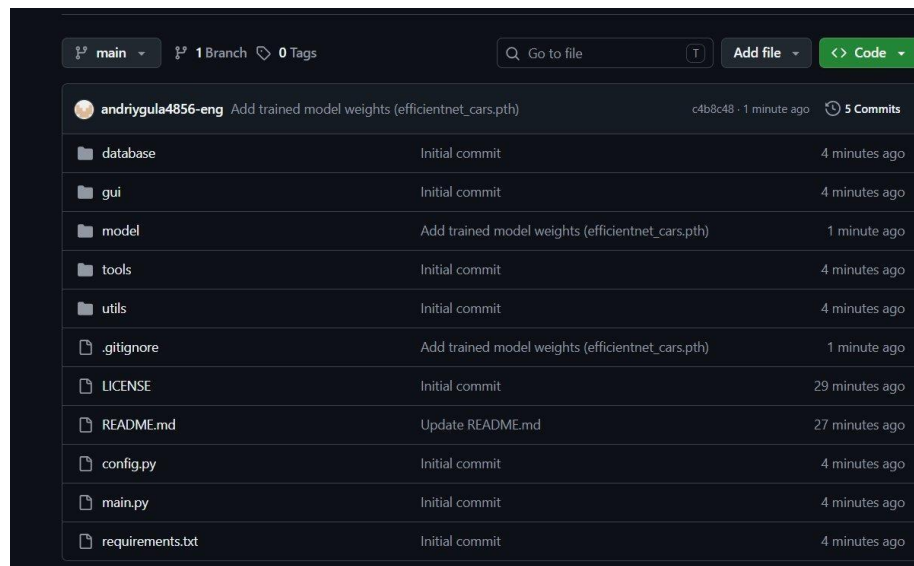 main 1 Branch 0 Tags Go to file T Add file <> Code
andriygula4856-eng Add trained model weights (efficientnet_cars.pth) c4b8c48 · 1 minute ago 5 Commits
database Initial commit 4 minutes ago
gui Initial commit 4 minutes ago
model Add trained model weights (efficientnet_cars.pth) 1 minute ago
tools Initial commit 4 minutes ago
utils Initial commit 4 minutes ago
.gitignore Add trained model weights (efficientnet_cars.pth) 1 minute ago
LICENSE Initial commit 29 minutes ago
README.md Update README.md 27 minutes ago
config.py Initial commit 4 minutes ago
main.py Initial commit 4 minutes ago
requirements.txt Initial commit 4 minutes ago